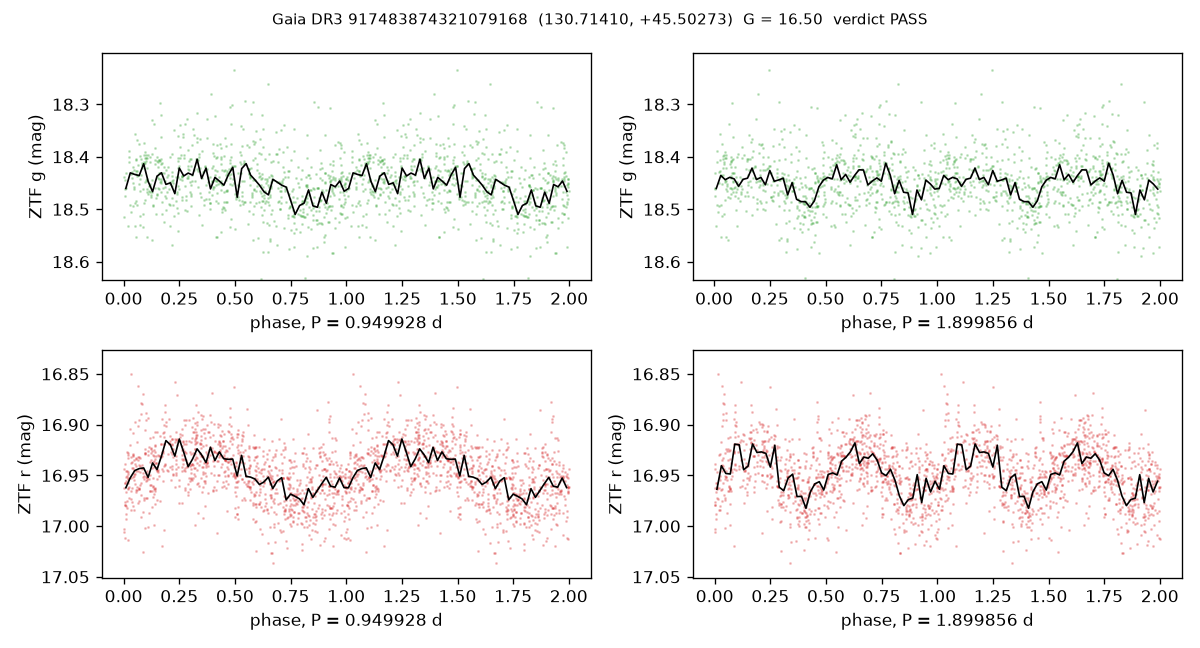 Gaia DR3 917483874321079168 (130.71410, +45.50273) G = 16.50 verdict PASS
ZTF g (mag)
18.3
18.4
18.5
18.6
0.00 0.25 0.50 0.75 1.00 1.25 1.50 1.75 2.00
phase, P = 0.949928 d
ZTF g (mag)
18.3
18.4
18.5
18.6
0.00 0.25 0.50 0.75 1.00 1.25 1.50 1.75 2.00
phase, P = 1.899856 d
ZTF r (mag)
16.85
16.90
16.95
17.00
17.05
0.00 0.25 0.50 0.75 1.00 1.25 1.50 1.75 2.00
phase, P = 0.949928 d
ZTF r (mag)
16.85
16.90
16.95
17.00
17.05
0.00 0.25 0.50 0.75 1.00 1.25 1.50 1.75 2.00
phase, P = 1.899856 d